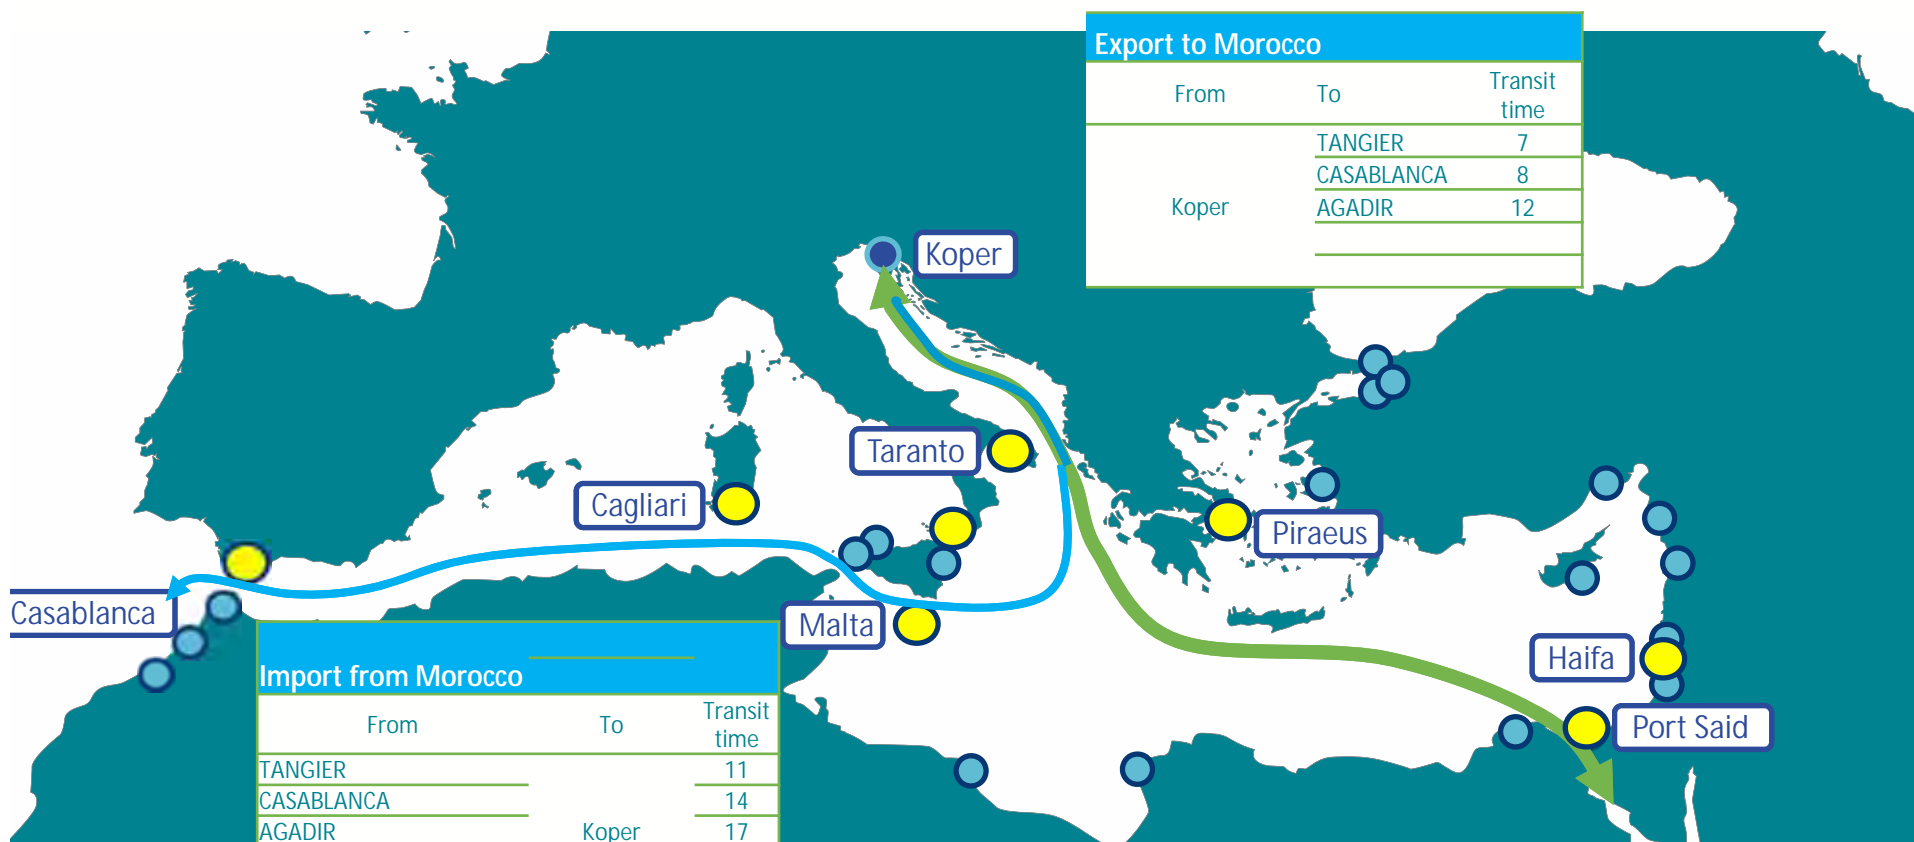 Export to Morocco
From To Transit time
TANGIER 7
CASABLANCA 8
Koper AGADIR 12
Koper
Taranto
Cagliari
Piraeus
Casablanca
Malta
Haifa
Port Said
Import from Morocco
From To Transit time
TANGIER 11
CASABLANCA 14
AGADIR Koper 17